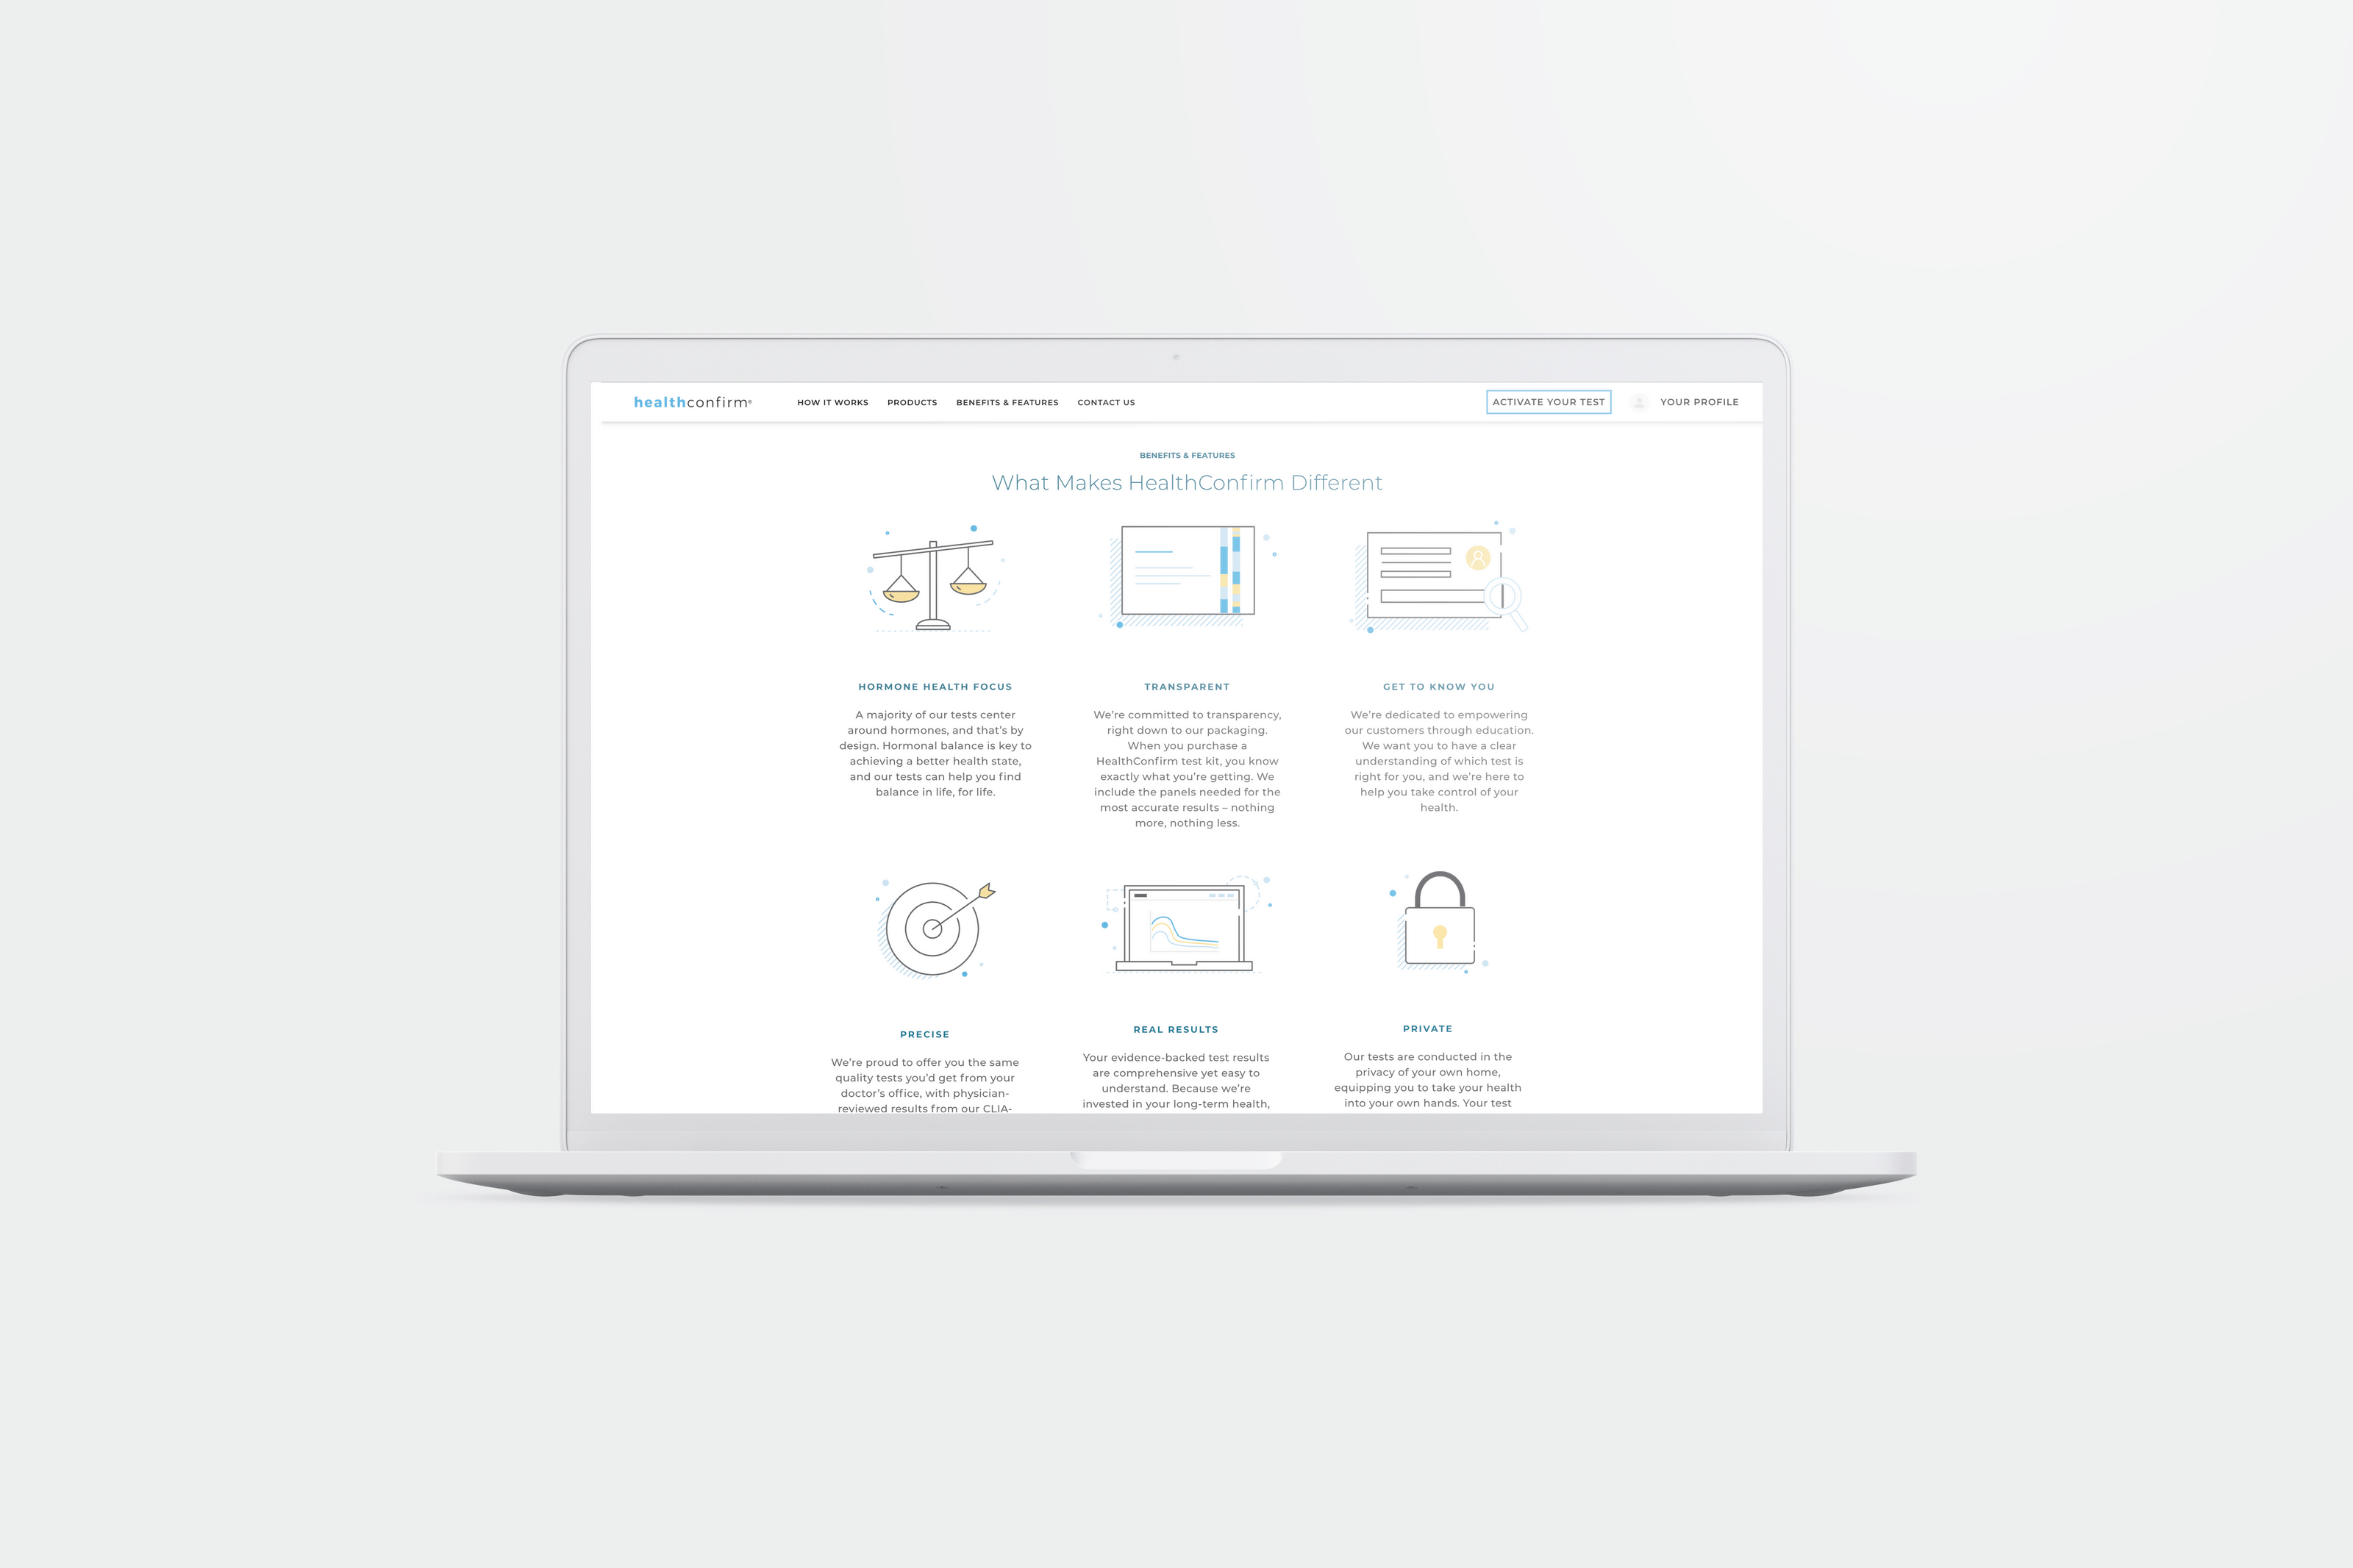 healthconfirm®
HOW IT WORKS
PRODUCTS
BENEFITS & FEATURES
CONTACT US
ACTIVATE YOUR TEST
YOUR PROFILE
BENEFITS & FEATURES
What Makes HealthConfirm Different
HORMONE HEALTH FOCUS
A majority of our tests center
around hormones, and that’s by
design. Hormonal balance is key to
achieving a better health state,
and our tests can help you find
balance in life, for life.
TRANSPARENT
We’re committed to transparency,
right down to our packaging.
When you purchase a
HealthConfirm test kit, you know
exactly what you’re getting. We
include the panels needed for the
most accurate results – nothing
more, nothing less.
GET TO KNOW YOU
We’re dedicated to empowering
our customers through education.
We want you to have a clear
understanding of which test is
right for you, and we’re here to
help you take control of your
health.
PRECISE
We’re proud to offer you the same
quality tests you’d get from your
doctor’s office, with physician-
reviewed results from our CLIA-
REAL RESULTS
Your evidence-backed test results
are comprehensive yet easy to
understand. Because we’re
invested in your long-term health,
PRIVATE
Our tests are conducted in the
privacy of your own home,
equipping you to take your health
into your own hands. Your test